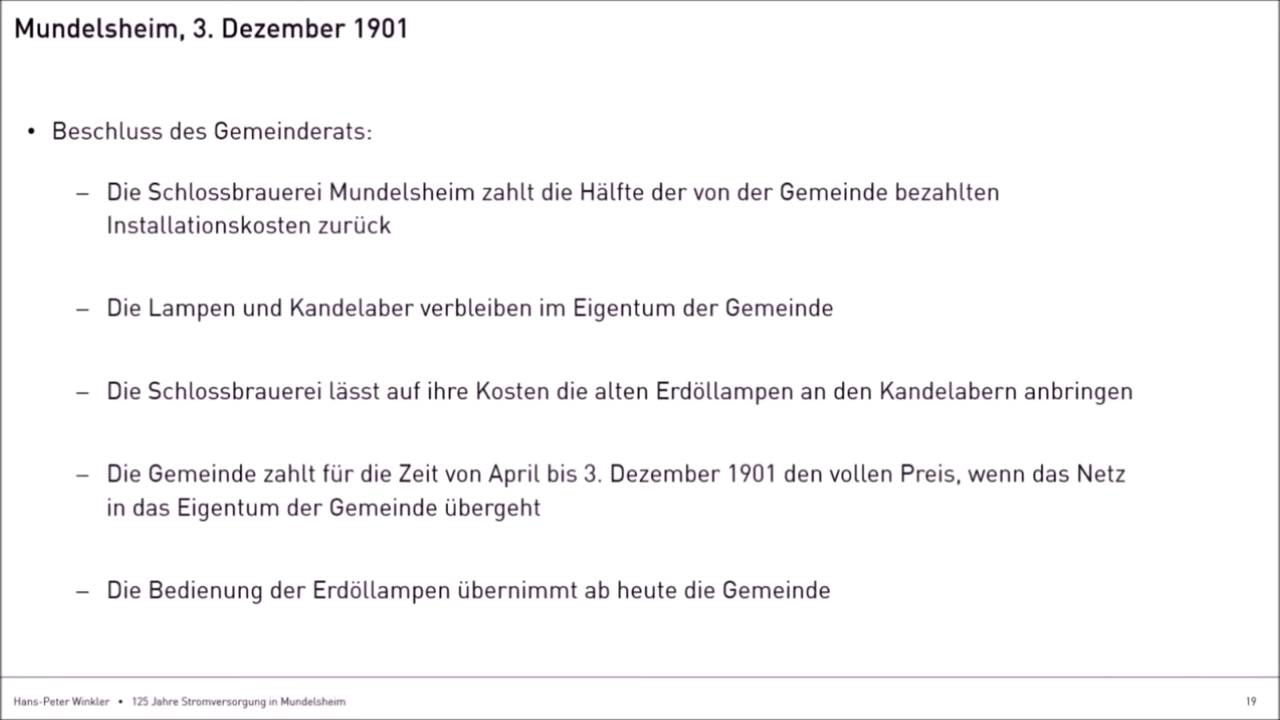 Mundelsheim, 3. Dezember 1901
• Beschluss des Gemeinderats:
– Die Schlossbrauerei Mundelsheim zahlt die Hälfte der von der Gemeinde bezahlten
Installationskosten zurück
– Die Lampen und Kandelaber verbleiben im Eigentum der Gemeinde
– Die Schlossbrauerei lässt auf ihre Kosten die alten Erdöllampen an den Kandelabern anbringen
– Die Gemeinde zahlt für die Zeit von April bis 3. Dezember 1901 den vollen Preis, wenn das Netz
in das Eigentum der Gemeinde übergeht
– Die Bedienung der Erdöllampen übernimmt ab heute die Gemeinde
Hans-Peter Winkler • 125 Jahre Stromversorgung in Mundelsheim 19